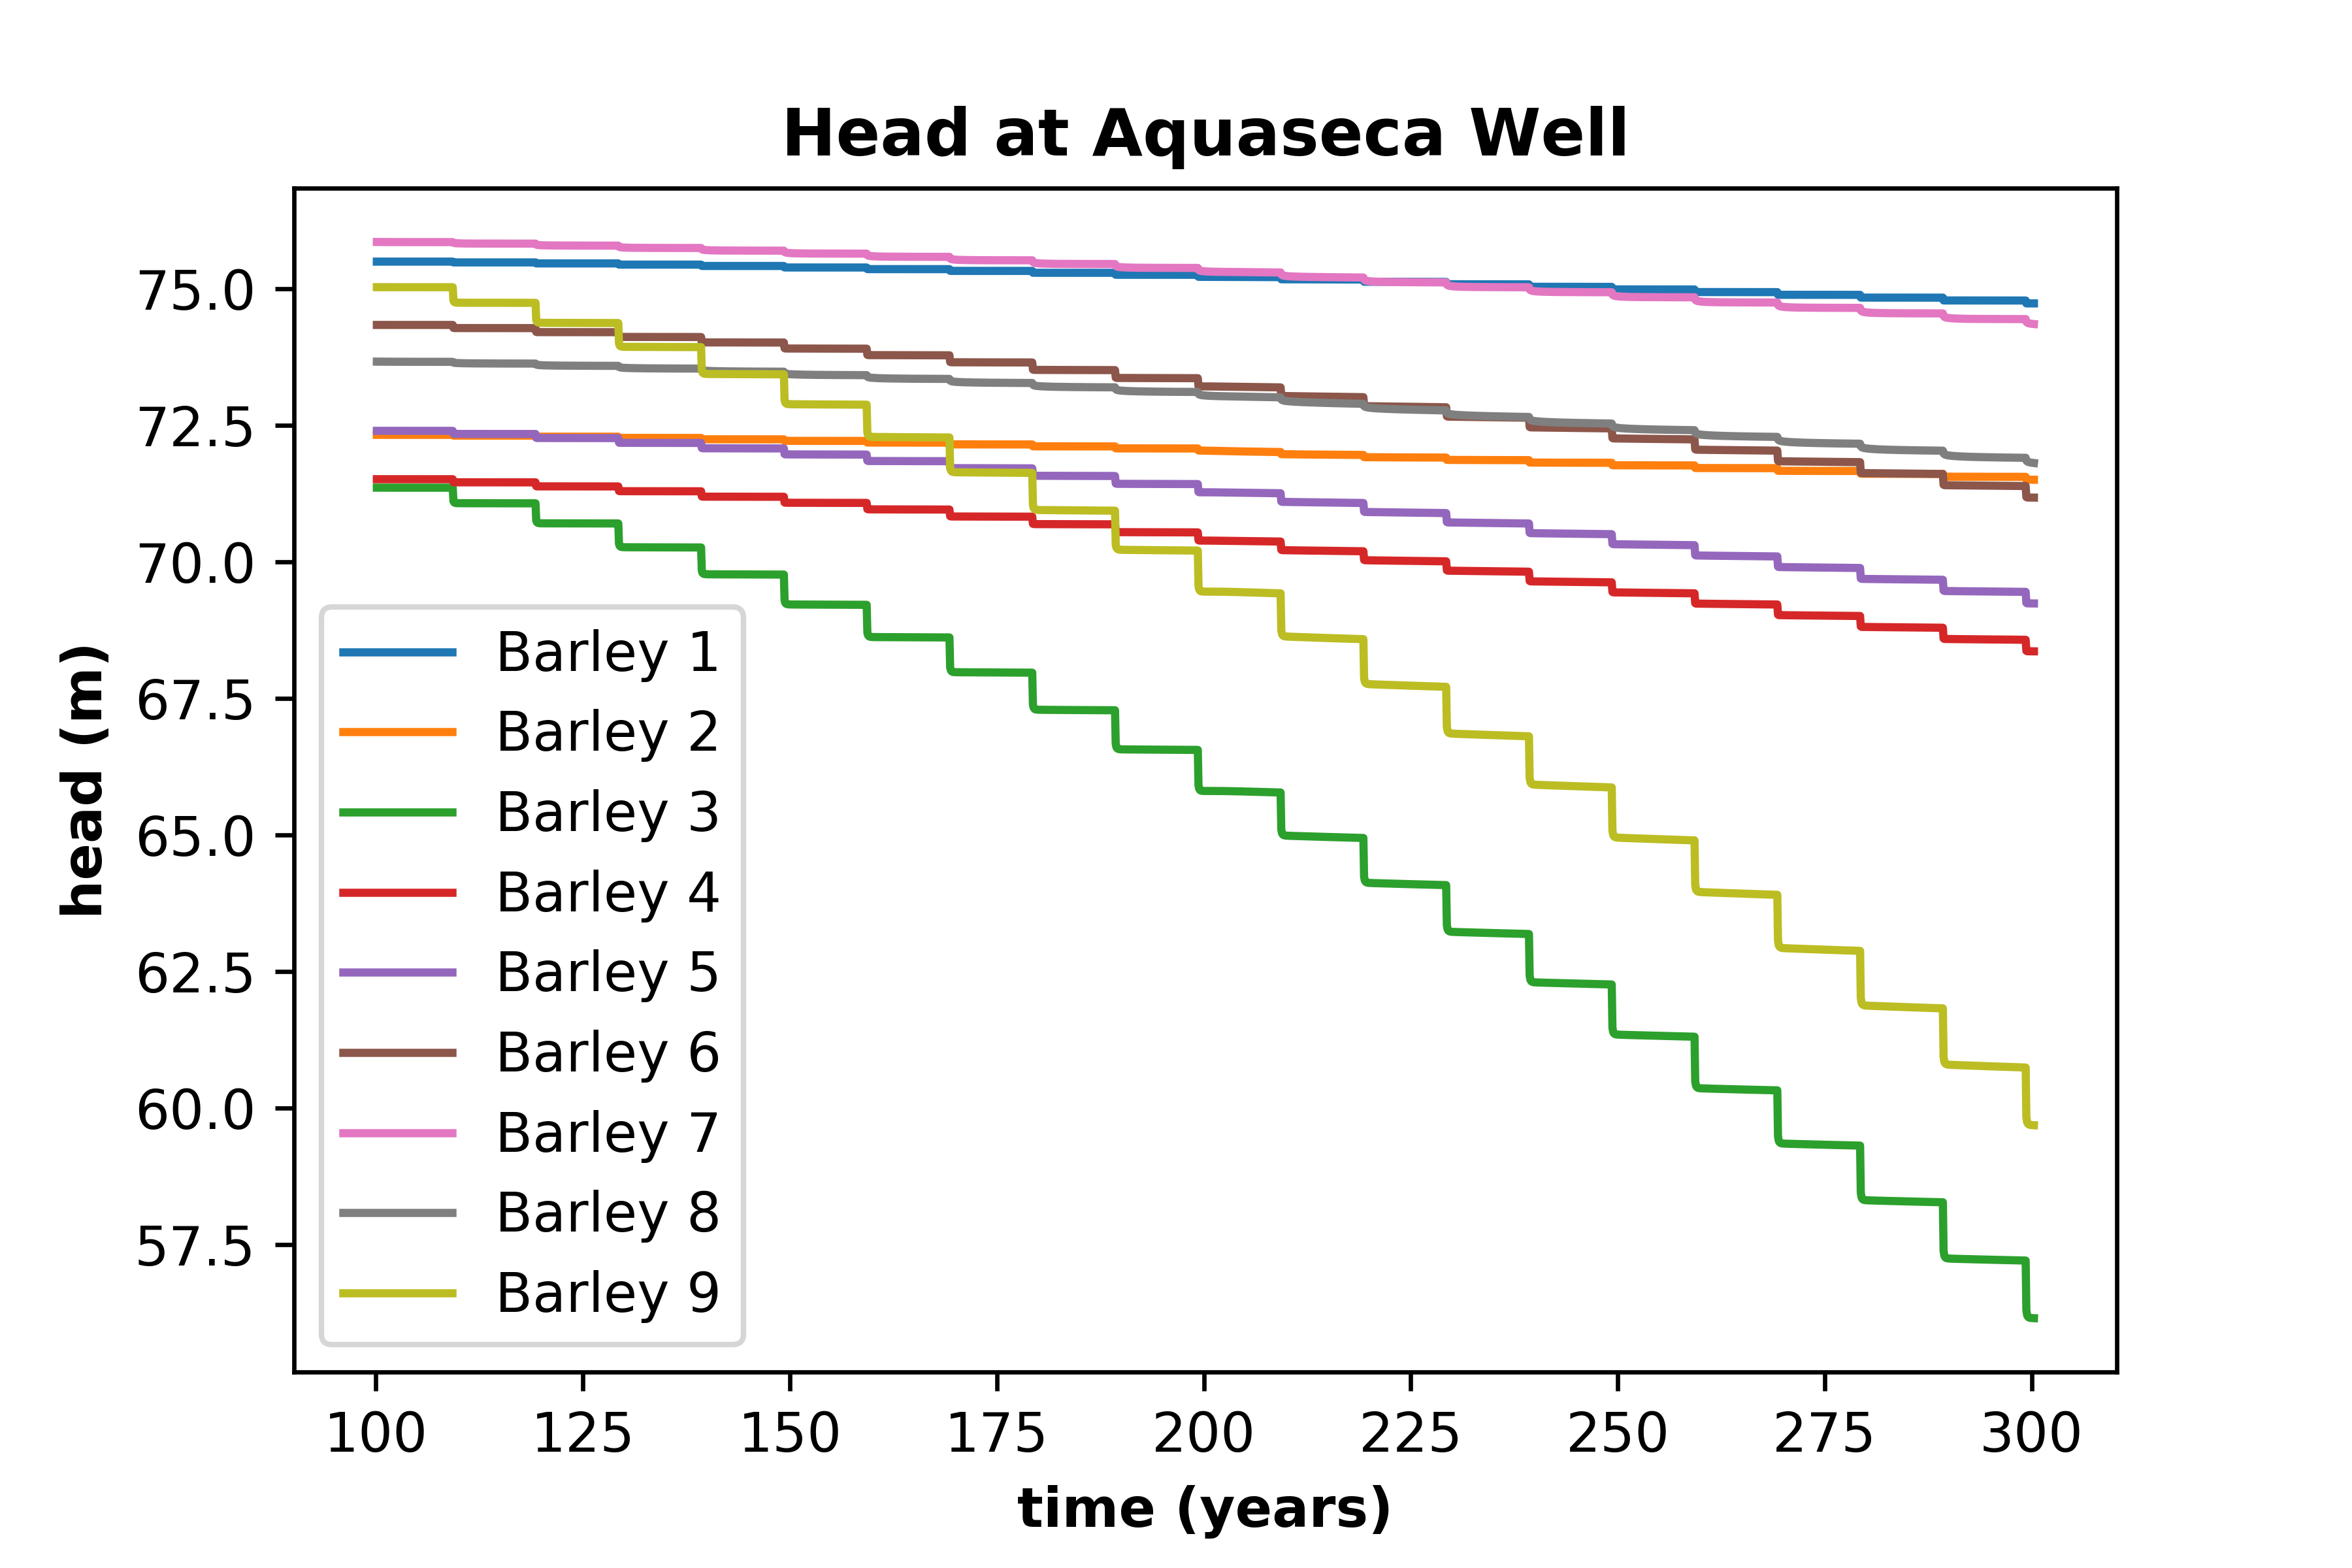 Head at Aquaseca Well
head (m)
75.0
72.5
70.0
67.5
65.0
62.5
60.0
57.5
Barley 1
Barley 2
Barley 3
Barley 4
Barley 5
Barley 6
Barley 7
Barley 8
Barley 9
100 125 150 175 200 225 250 275 300
time (years)